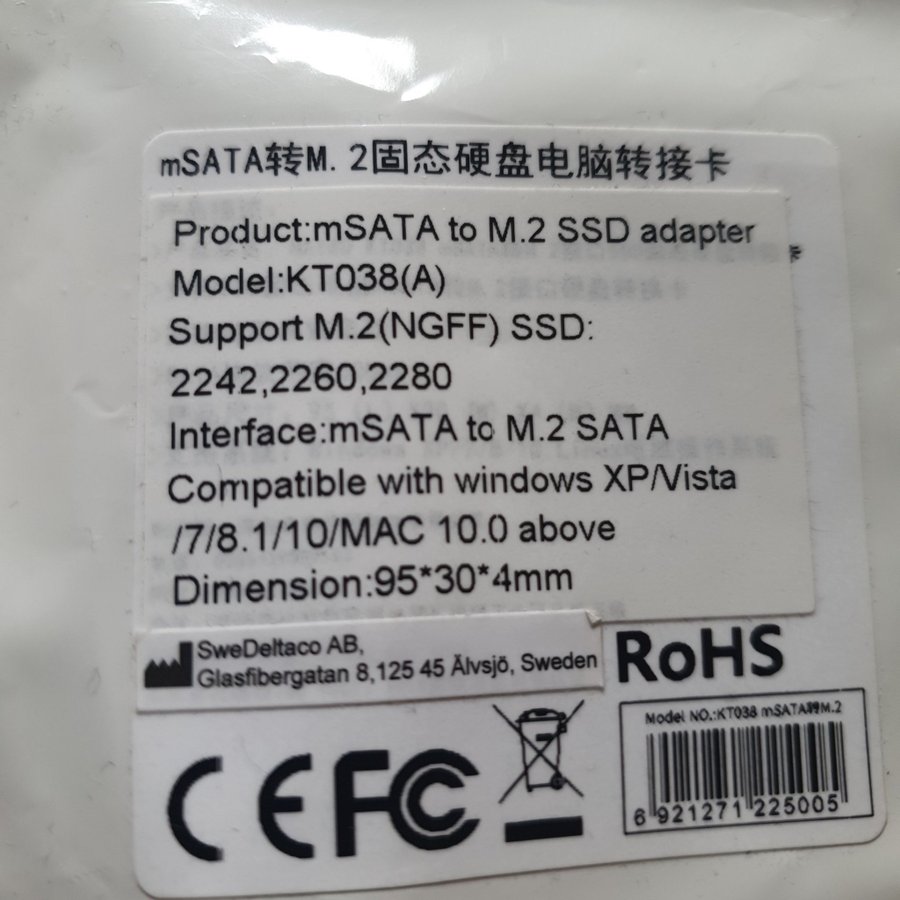 mSATA转M.2固态硬盘电脑转接卡
Product:mSATA to M.2 SSD adapter
Model:KT038(A)
Support M.2(NGFF) SSD:
2242,2260,2280
Interface:mSATA to M.2 SATA
Compatible with windows XP/Vista
/7/8.1/10/MAC 10.0 above
Dimension:95*30*4mm
SweDeltaco AB,
Glasfibergatan 8,125 45 Älvsjö, Sweden
RoHS
Model NO.:KT038 mSATA转M.2
6 921271 225005
CE FC